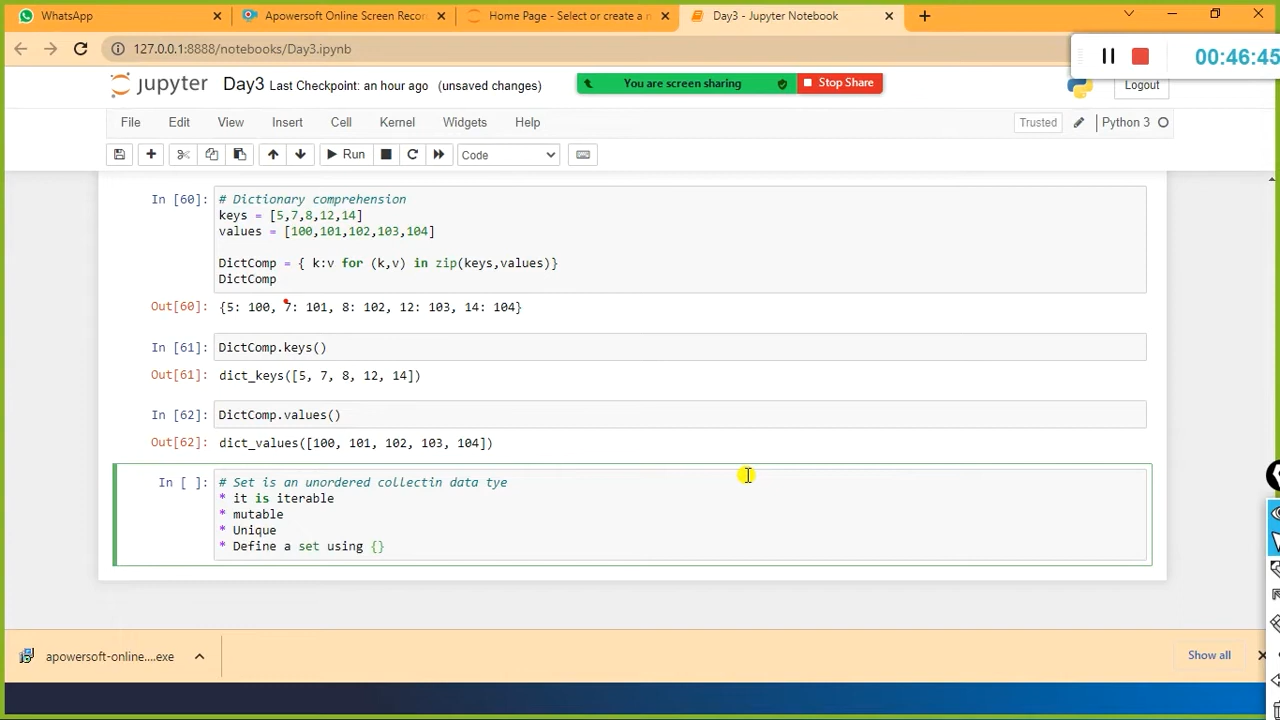 WhatsApp
Apowersoft Online Screen Recor
Home Page - Select or create a n
Day3 - Jupyter Notebook
127.0.0.1:8888/notebooks/Day3.ipynb
00:46:45
jupyter
Day3 Last Checkpoint: an hour ago (unsaved changes)
You are screen sharing
Stop Share
Logout
File Edit View Insert Cell Kernel Widgets Help
Trusted
Python 3
Run
Code
In [60]: # Dictionary comprehension
keys = [5,7,8,12,14]
values = [100,101,102,103,104]
DictComp = { k:v for (k,v) in zip(keys,values)}
DictComp
Out[60]: {5: 100, 7: 101, 8: 102, 12: 103, 14: 104}
In [61]: DictComp.keys()
Out[61]: dict_keys([5, 7, 8, 12, 14])
In [62]: DictComp.values()
Out[62]: dict_values([100, 101, 102, 103, 104])
In [ ]: # Set is an unordered collectin data tye
* it is iterable
* mutable
* Unique
* Define a set using {}
apowersoft-online....exe
Show all